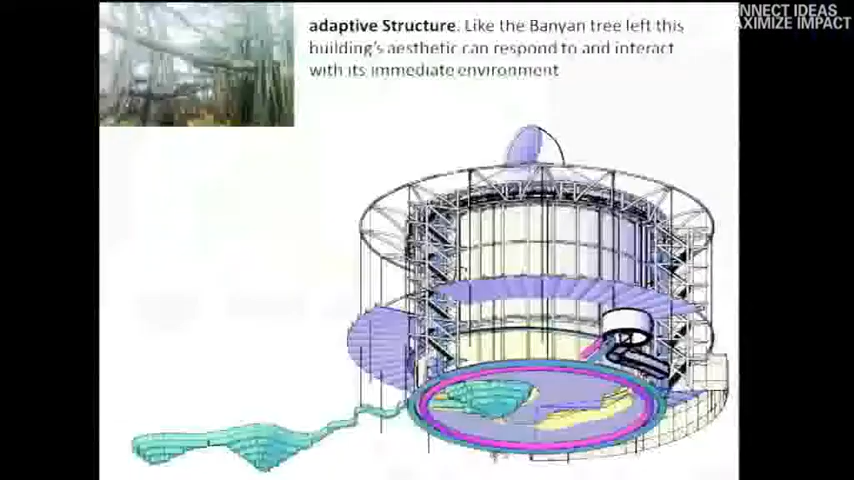 adaptive Structure. Like the Banyan tree left this
building's aesthetic can respond to and interact
with its immediate environment
NNECT IDEAS
AXIMIZE IMPACT